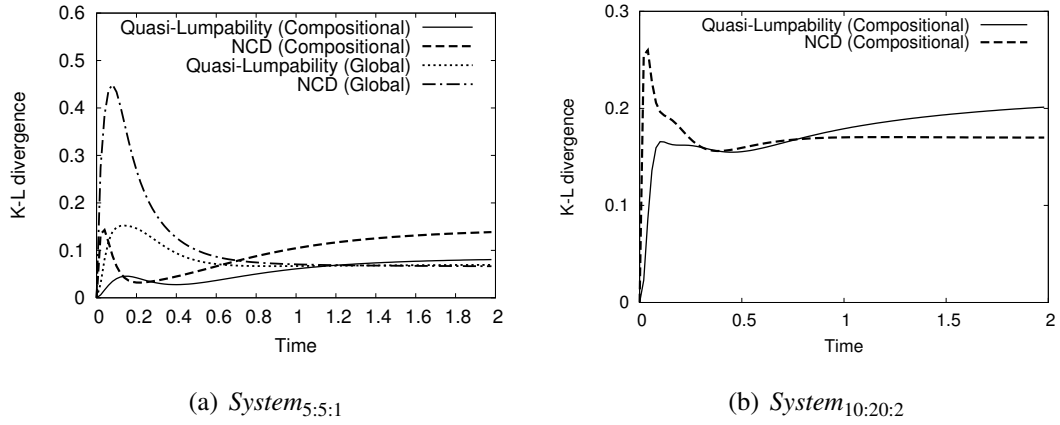 0.6
0.5
0.4
0.3
0.2
0.1
0
K-L divergence
Quasi-Lumpability (Compositional)
NCD (Compositional)
Quasi-Lumpability (Global)
NCD (Global)
0 0.2 0.4 0.6 0.8 1 1.2 1.4 1.6 1.8 2
Time
(a) System5:5:1
0.3
0.2
0.1
0
K-L divergence
Quasi-Lumpability (Compositional)
NCD (Compositional)
0 0.5 1 1.5 2
Time
(b) System10:20:2